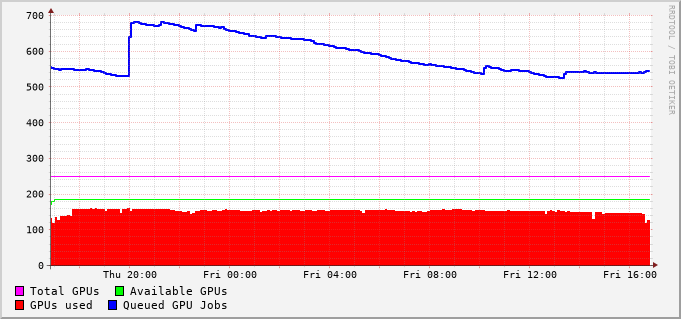 700
600
500
400
300
200
100
0
Thu 20:00 Fri 00:00 Fri 04:00 Fri 08:00 Fri 12:00 Fri 16:00
Total GPUs Available GPUs
GPUs used Queued GPU Jobs
RRDTOOL / TOBI OETIKER